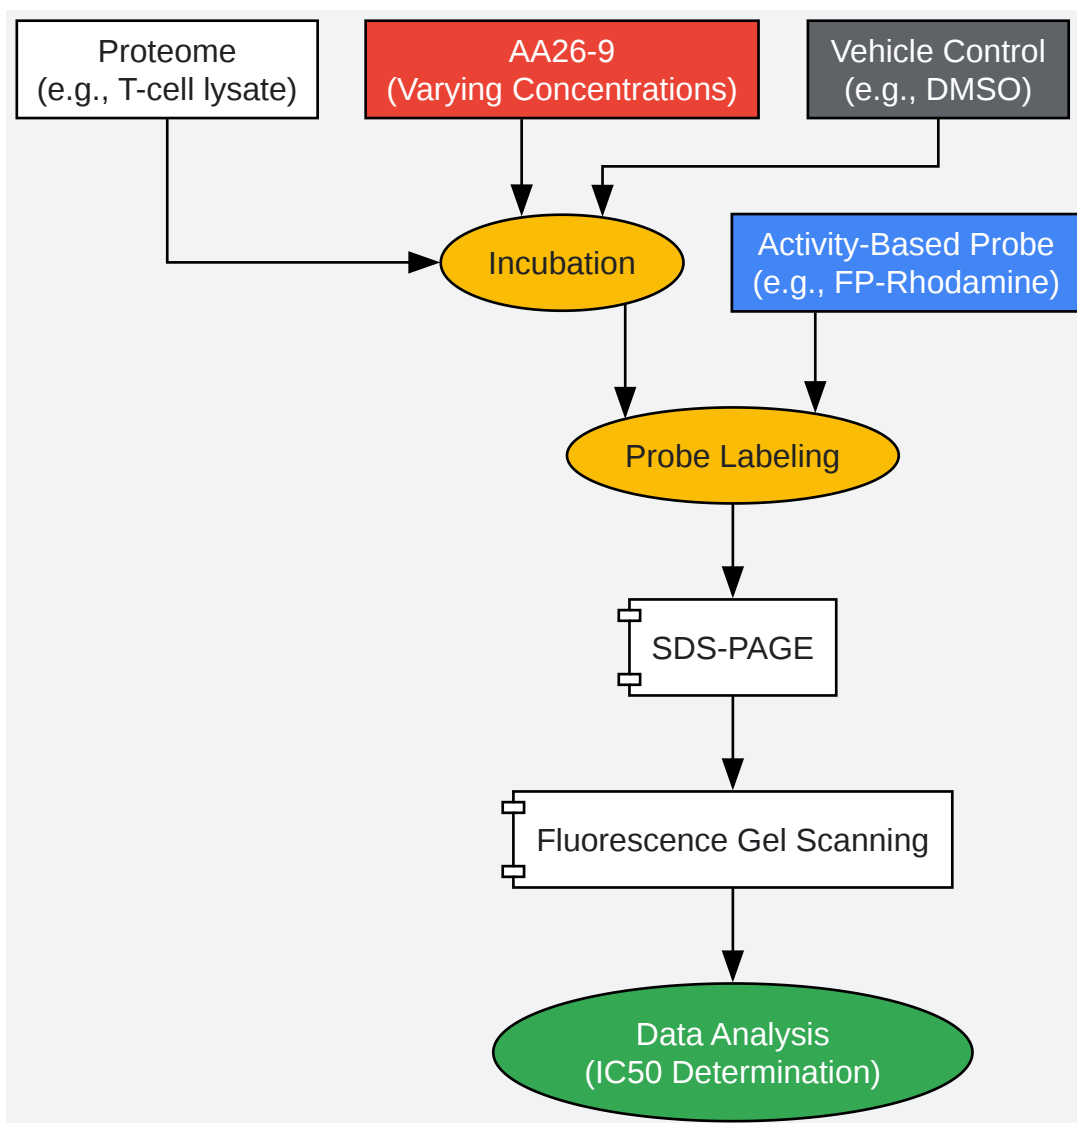 Proteome
(e.g., T-cell lysate)
AA26-9
(Varying Concentrations)
Vehicle Control
(e.g., DMSO)
Incubation
Activity-Based Probe
(e.g., FP-Rhodamine)
Probe Labeling
SDS-PAGE
Fluorescence Gel Scanning
Data Analysis
(IC50 Determination)